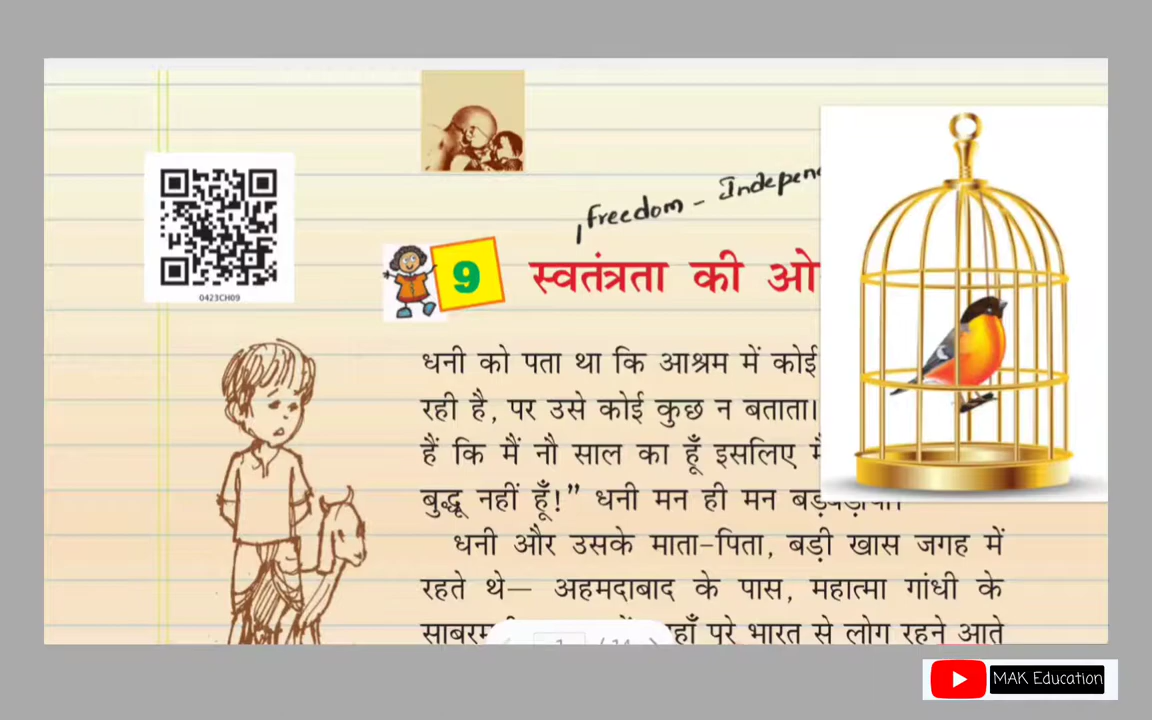 freedom - Indepen
9 स्वतंत्रता की ओ
0423CH09
धनी को पता था कि आश्रम में कोई
रही है, पर उसे कोई कुछ न बताता।
हैं कि मैं नौ साल का हूँ इसलिए
बुद्धू नहीं हूँ!” धनी मन ही मन
धनी और उसके माता-पिता, बड़ी खास जगह में
रहते थे— अहमदाबाद के पास, महात्मा गांधी के
पूरे भारत से लोग रहने आते
MAK Education